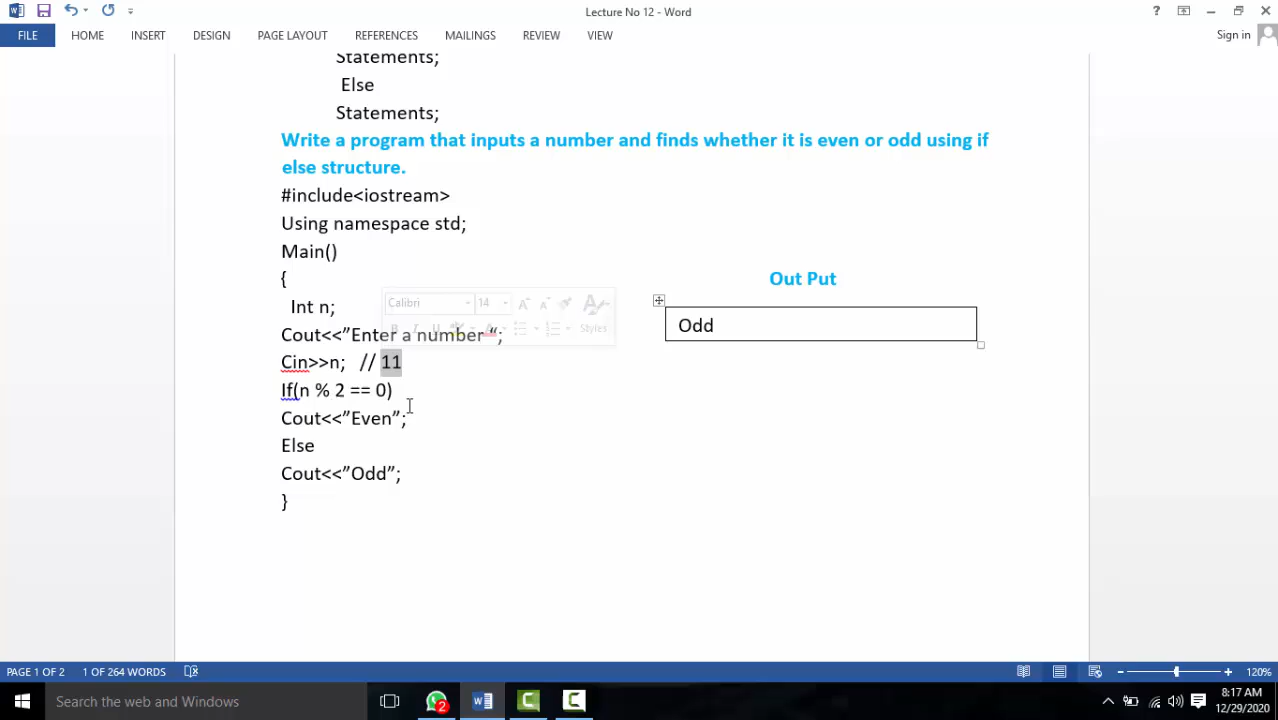 Lecture No 12 - Word
?
FILE HOME INSERT DESIGN PAGE LAYOUT REFERENCES MAILINGS REVIEW VIEW
Sign in
Statements;
Else
Statements;
Write a program that inputs a number and finds whether it is even or odd using if
else structure.
#include<iostream>
Using namespace std;
Main()
{
Out Put
Int n;
Calibri 14
Odd
Cout<<”Enter a number “;
B I U Styles
Cin>>n; // 11
If(n % 2 == 0)
Cout<<”Even”;
Else
Cout<<”Odd”;
}
PAGE 1 OF 2 1 OF 264 WORDS
120%
Search the web and Windows
2
8:17 AM
12/29/2020